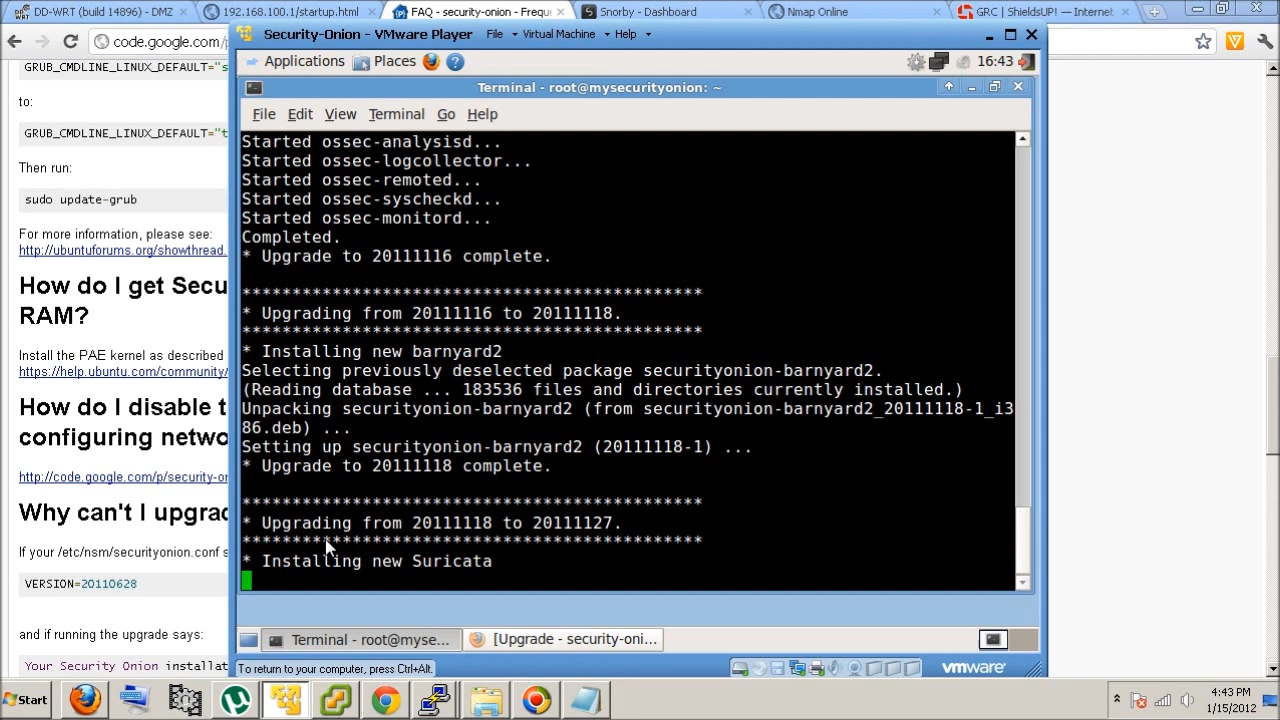 DD-WRT (build 14896) - DMZ
192.168.100.1/startup.html
FAQ - security-onion - Frequ
Snorby - Dashboard
Nmap Online
GRC | ShieldsUP! — Internet
code.google.com/p
Security-Onion - VMware Player File Virtual Machine Help
Applications Places 16:43
Terminal - root@mysecurityonion: ~
File Edit View Terminal Go Help
Started ossec-analysisd...
Started ossec-logcollector...
Started ossec-remoted...
Started ossec-syscheckd...
Started ossec-monitord...
Completed.
* Upgrade to 20111116 complete.
**********************************************
* Upgrading from 20111116 to 20111118.
**********************************************
* Installing new barnyard2
Selecting previously deselected package securityonion-barnyard2.
(Reading database ... 183536 files and directories currently installed.)
Unpacking securityonion-barnyard2 (from securityonion-barnyard2_20111118-1_i3
86.deb) ...
Setting up securityonion-barnyard2 (20111118-1) ...
* Upgrade to 20111118 complete.
**********************************************
* Upgrading from 20111118 to 20111127.
**********************************************
* Installing new Suricata
Terminal - root@myse...
[Upgrade - security-oni...
To return to your computer, press Ctrl+Alt.
vmware
GRUB_CMDLINE_LINUX_DEFAULT="s
to:
GRUB_CMDLINE_LINUX_DEFAULT="t
Then run:
sudo update-grub
For more information, please see:
http://ubuntuforums.org/showthread.
How do I get Secu
RAM?
Install the PAE kernel as described
https://help.ubuntu.com/community/
How do I disable t
configuring netwo
http://code.google.com/p/security-o
Why can't I upgrad
If your /etc/nsm/securityonion.conf s
VERSION=20110628
and if running the upgrade says:
Your Security Onion installat
Start
4:43 PM
1/15/2012